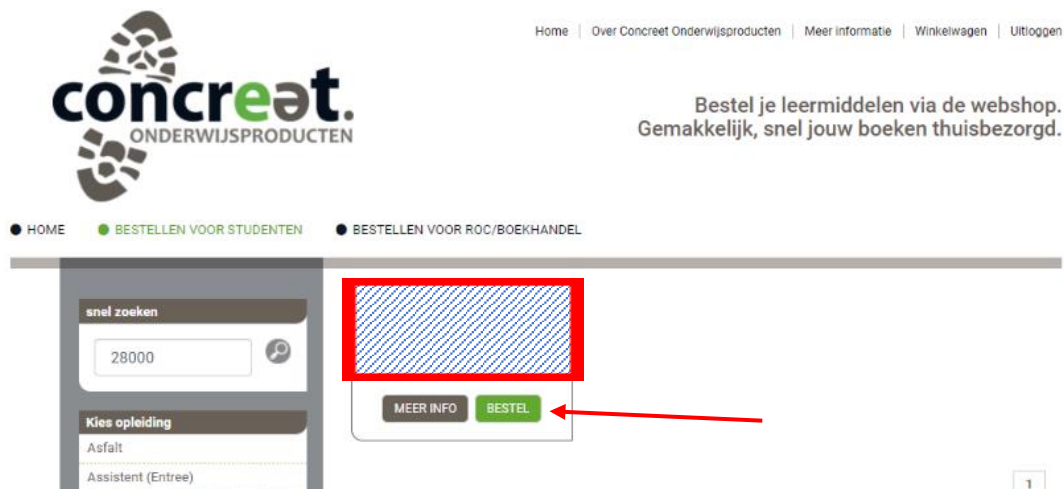 Home | Over Concreet Onderwijsproducten | Meer informatie | Winkelwagen | Uitloggen
concreət.
ONDERWIJSPRODUCTEN
Bestel je leermiddelen via de webshop.
Gemakkelijk, snel jouw boeken thuisbezorgd.
HOME BESTELLEN VOOR STUDENTEN BESTELLEN VOOR ROC/BOEKHANDEL
snel zoeken
28000
MEER INFO BESTEL
Kies opleiding
Asfalt
Assistent (Entree)
1